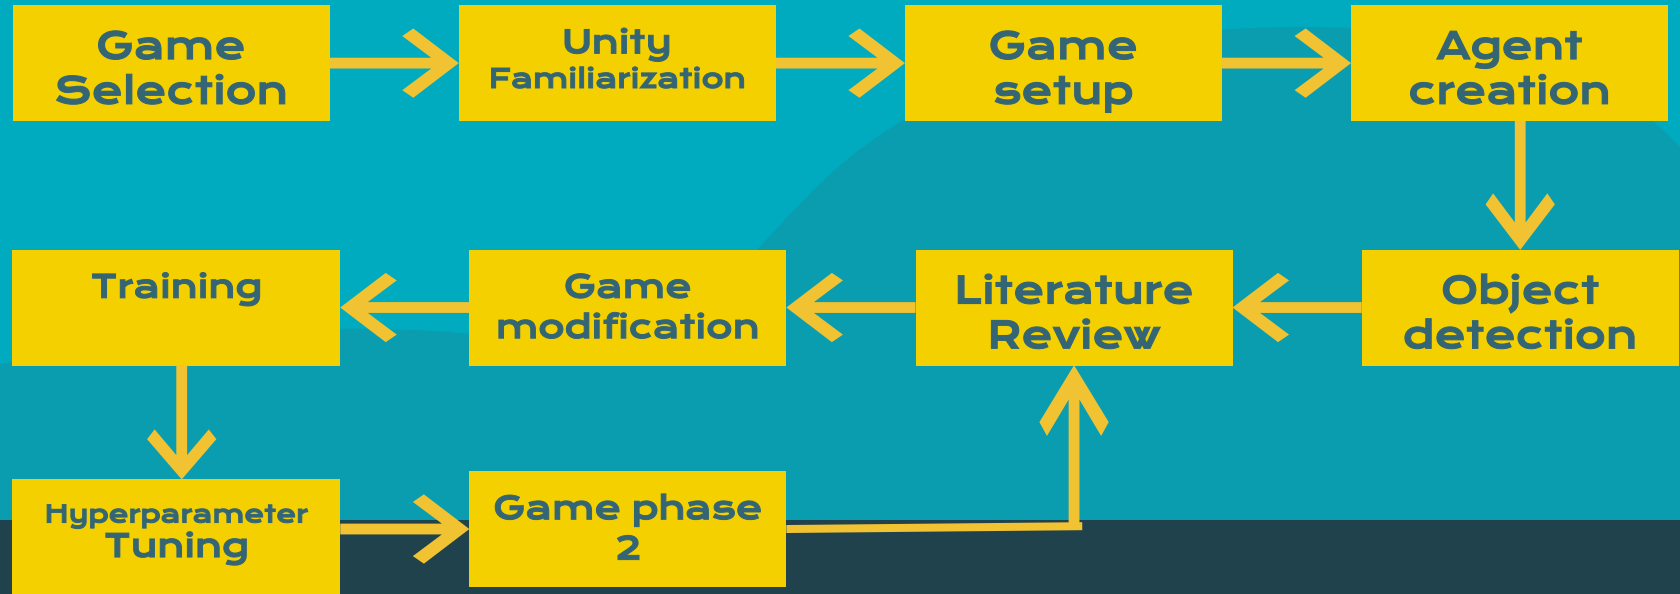 Game
Selection
Unity
Familiarization
Game
setup
Agent
creation
Training
Game
modification
Literature
Review
Object
detection
Hyperparameter
Tuning
Game phase
2